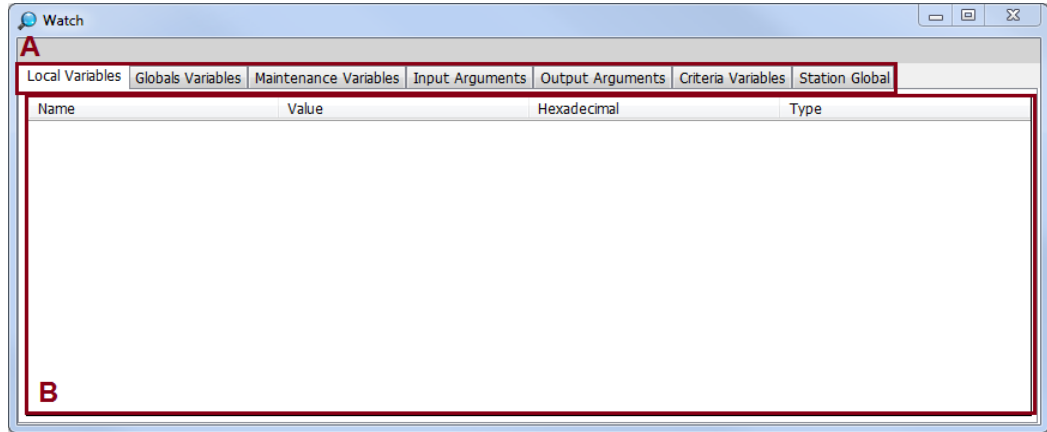 Watch
A
Local Variables Globals Variables Maintenance Variables Input Arguments Output Arguments Criteria Variables Station Global
Name Value Hexadecimal Type
B